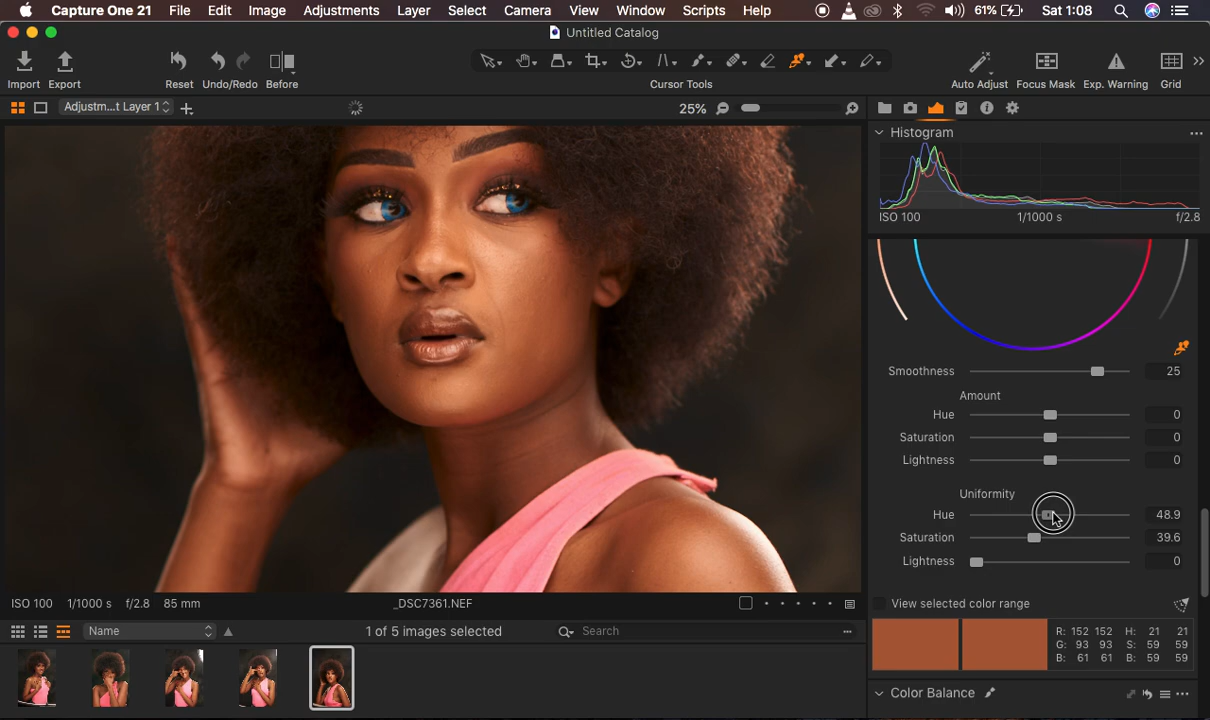 Capture One 21 File Edit Image Adjustments Layer Select Camera View Window Scripts Help 61% Sat 1:08
Untitled Catalog
Import Export Reset Undo/Redo Before Cursor Tools Auto Adjust Focus Mask Exp. Warning Grid
Adjustm...t Layer 1 25%
Histogram
ISO 100 1/1000 s f/2.8
Smoothness 25
Amount
Hue 0
Saturation 0
Lightness 0
Uniformity
Hue 48.9
Saturation 39.6
Lightness 0
View selected color range
ISO 100 1/1000 s f/2.8 85 mm _DSC7361.NEF
R: 152 152 H: 21 21
G: 93 93 S: 59 59
B: 61 61 B: 59 59
Name 1 of 5 images selected Search
Color Balance